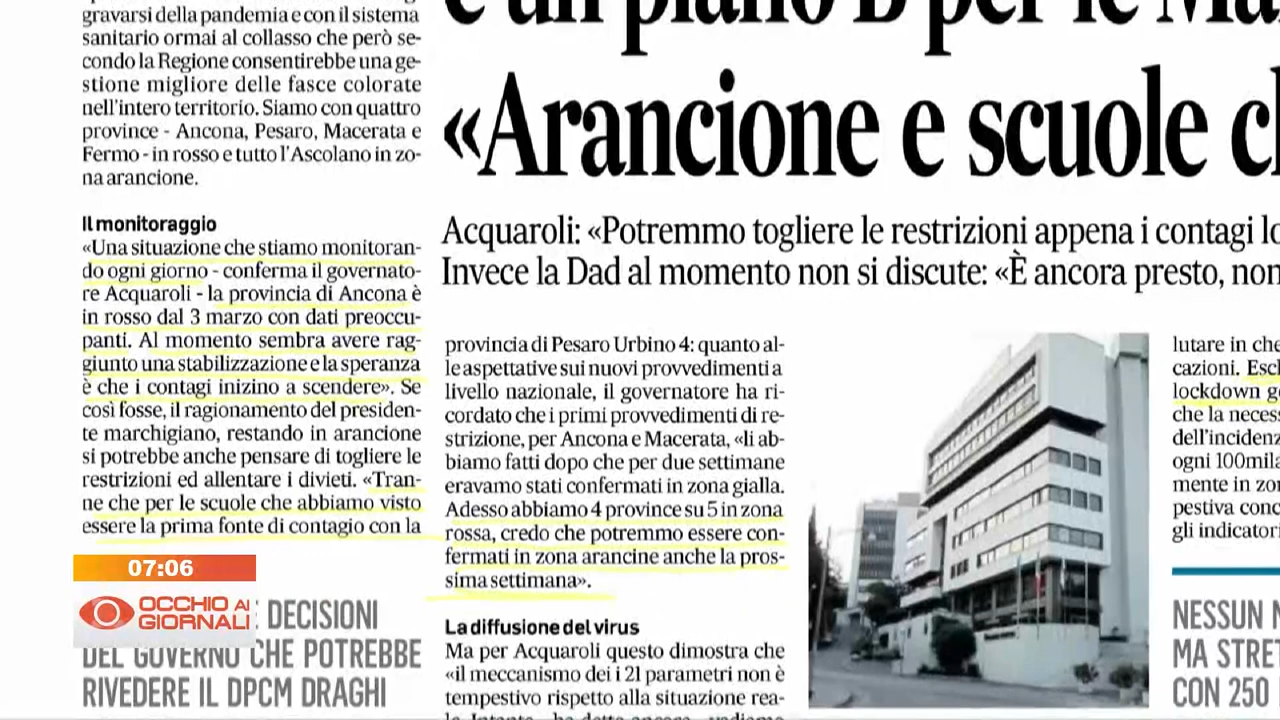 gravarsi della pandemia e con il sistema
sanitario ormai al collasso che però se-
condo la Regione consentirebbe una ge-
stione migliore delle fasce colorate
nell'intero territorio. Siamo con quattro
province - Ancona, Pesaro, Macerata e
Fermo - in rosso e tutto l'Ascolano in zo-
na arancione.
Il monitoraggio
«Una situazione che stiamo monitoran-
do ogni giorno - conferma il governato-
re Acquaroli - la provincia di Ancona è
in rosso dal 3 marzo con dati preoccu-
panti. Al momento sembra avere rag-
giunto una stabilizzazione e la speranza
è che i contagi inizino a scendere». Se
così fosse, il ragionamento del presiden-
te marchigiano, restando in arancione
si potrebbe anche pensare di togliere le
restrizioni ed allentare i divieti. «Tran-
ne che per le scuole che abbiamo visto
essere la prima fonte di contagio con la
07:06
OCCHIO AI
GIORNALI
DECISIONI
DEL GOVERNO CHE POTREBBE
RIVEDERE IL DPCM DRAGHI
è un piano B per le Ma
«Arancione e scuole c
Acquaroli: «Potremmo togliere le restrizioni appena i contagi lo
Invece la Dad al momento non si discute: «È ancora presto, non
provincia di Pesaro Urbino 4: quanto al-
le aspettative sui nuovi provvedimenti a
livello nazionale, il governatore ha ri-
cordato che i primi provvedimenti di re-
strizione, per Ancona e Macerata, «li ab-
biamo fatti dopo che per due settimane
eravamo stati confermati in zona gialla.
Adesso abbiamo 4 province su 5 in zona
rossa, credo che potremmo essere con-
fermati in zona arancine anche la pros-
sima settimana».
La diffusione del virus
Ma per Acquaroli questo dimostra che
«il meccanismo dei i 21 parametri non è
tempestivo rispetto alla situazione rea-
lutare in che
cazioni. Escl
lockdown ge
che la necess
dell'incidenz
ogni 100mila
mente in zon
pestiva conc
gli indicatori
NESSUN
MA STRET
CON 250